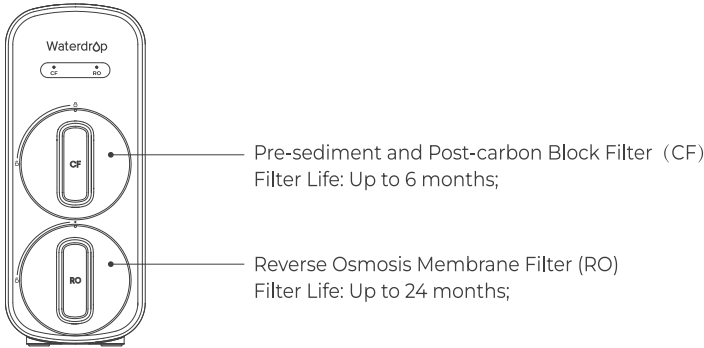 Waterdrop
CF RO
CF
Pre-sediment and Post-carbon Block Filter（CF）
Filter Life: Up to 6 months;
RO
Reverse Osmosis Membrane Filter (RO)
Filter Life: Up to 24 months;